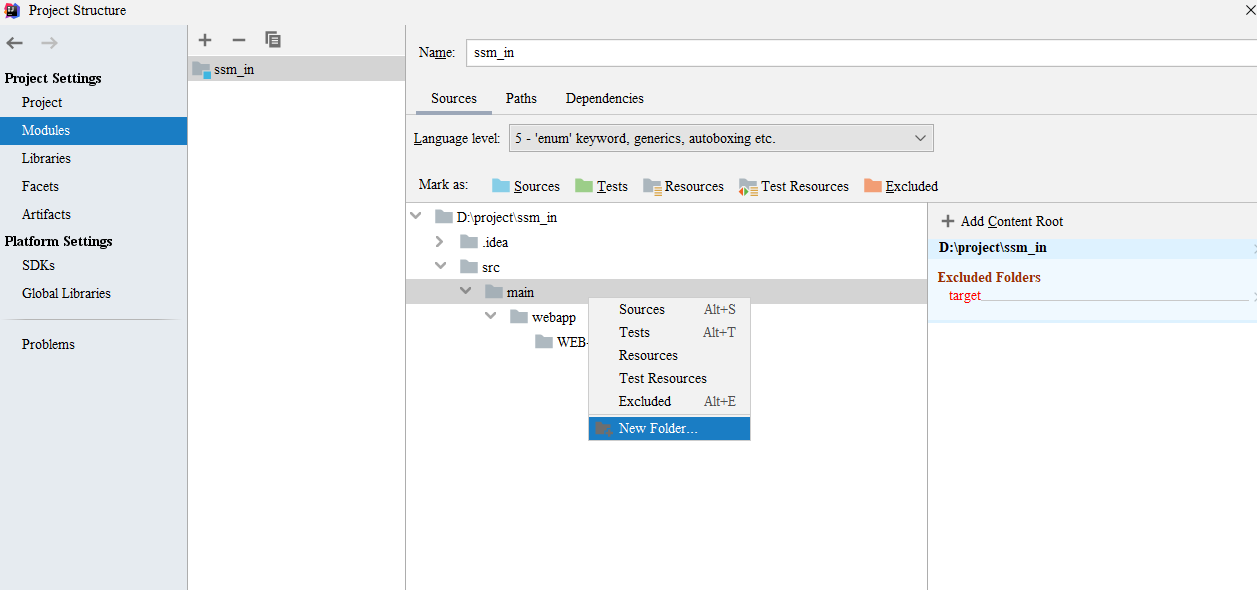 Project Structure
Project Settings
Project
Modules
Libraries
Facets
Artifacts
Platform Settings
SDKs
Global Libraries
Problems
ssm_in
Name: ssm_in
Sources Paths Dependencies
Language level: 5 - 'enum' keyword, generics, autoboxing etc.
Mark as: Sources Tests Resources Test Resources Excluded
D:\project\ssm_in
.idea
src
main
webapp
WEB-
Sources Alt+S
Tests Alt+T
Resources
Test Resources
Excluded Alt+E
New Folder...
Add Content Root
D:\project\ssm_in
Excluded Folders
target